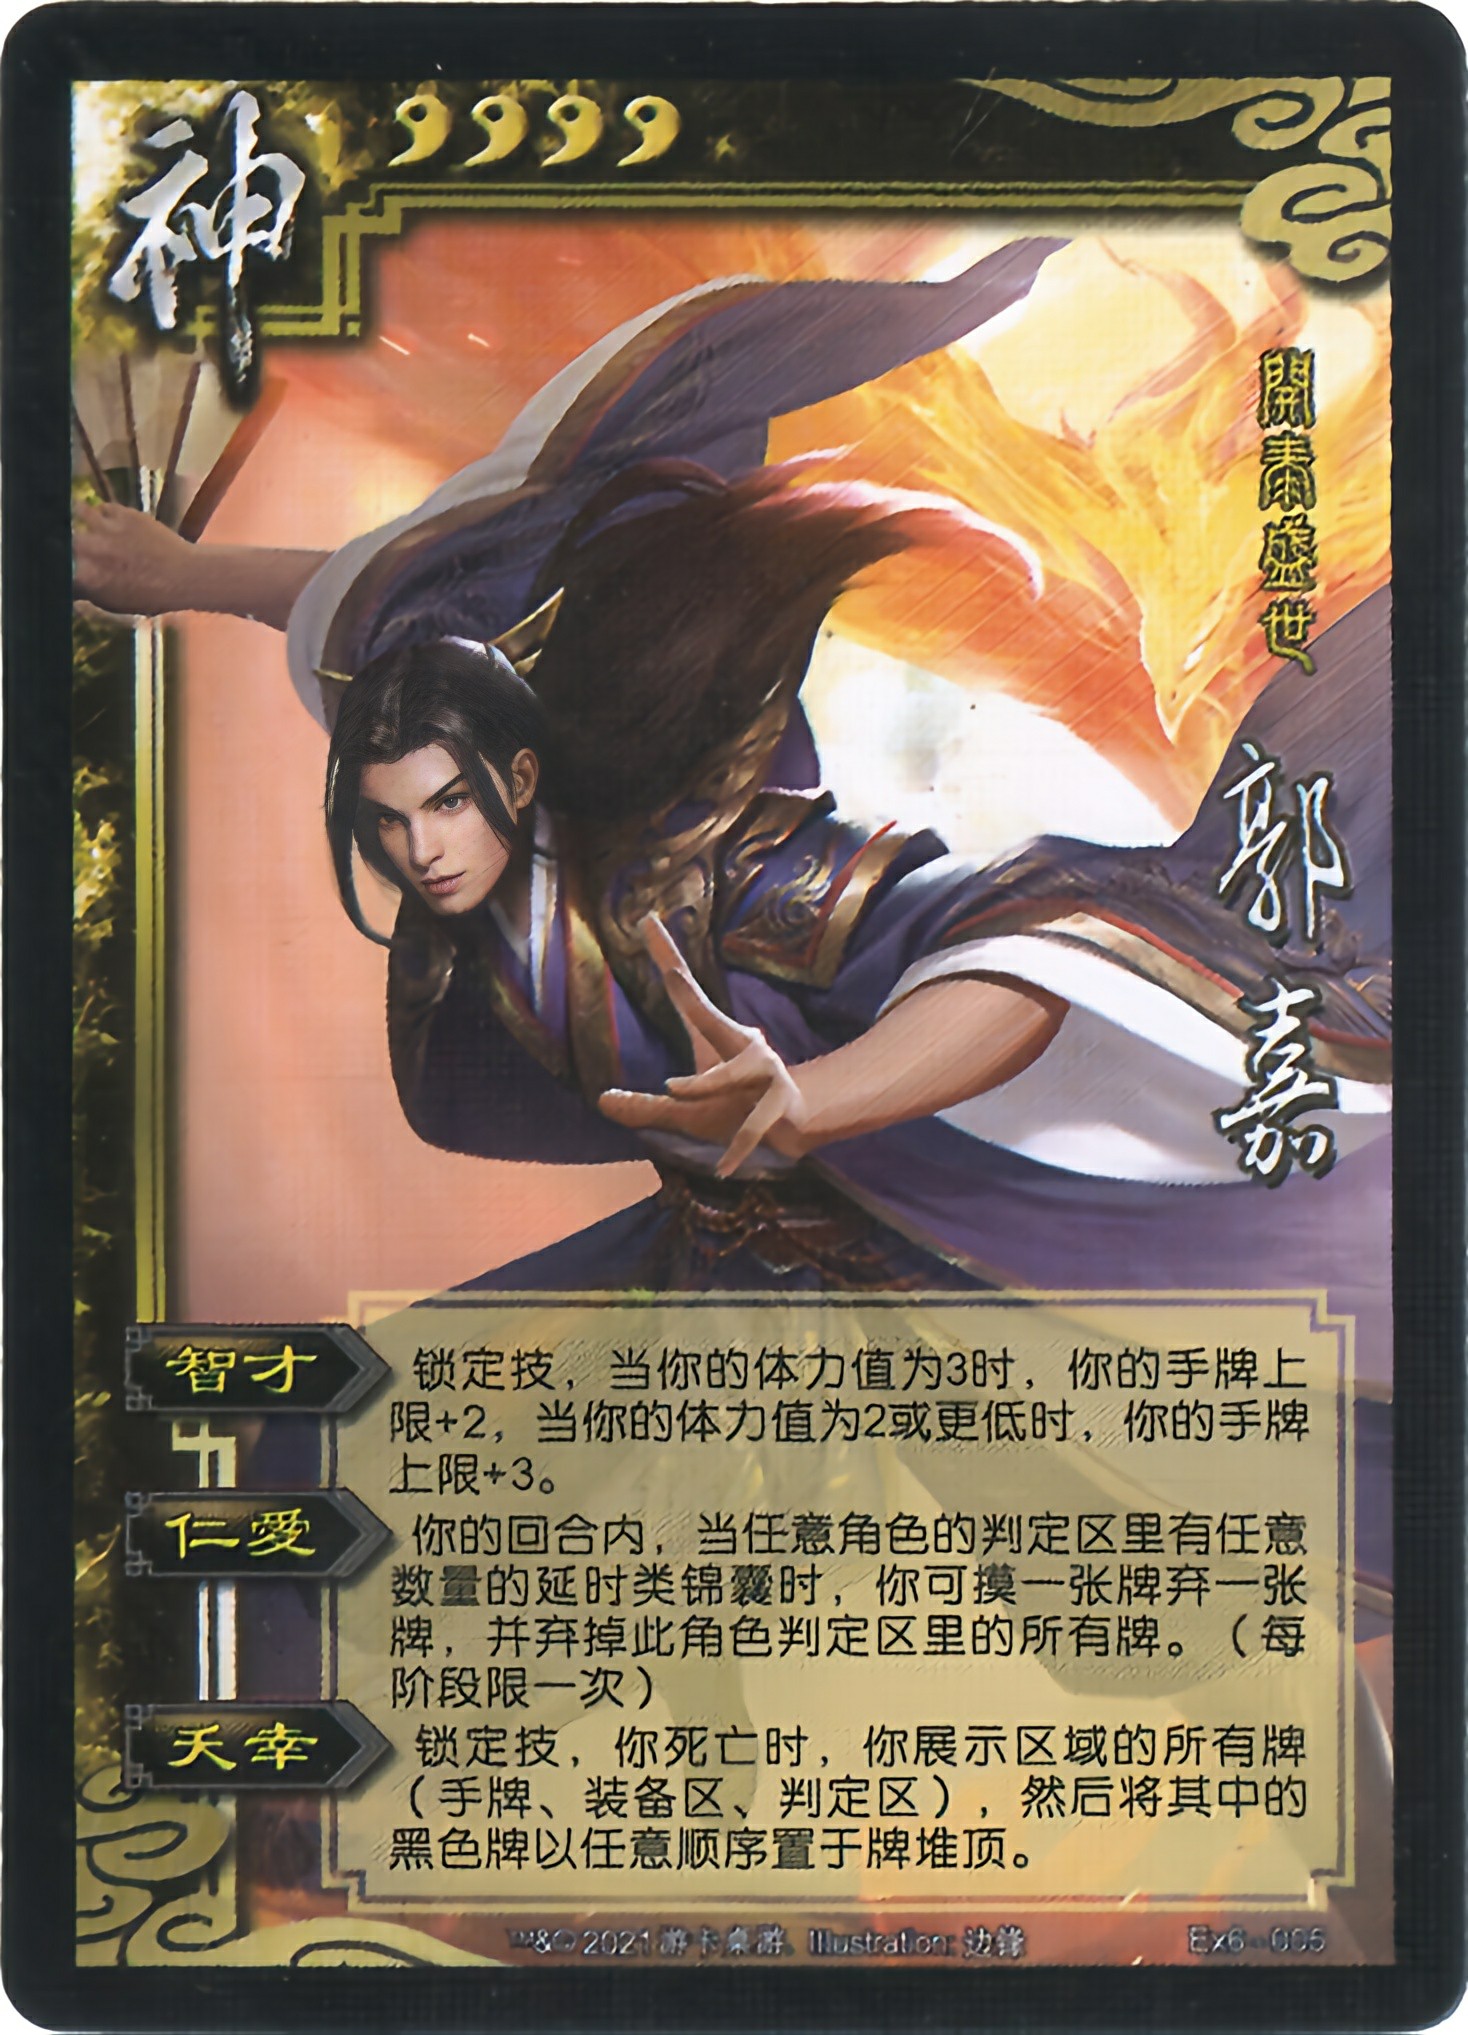 神
開泰盛世
郭嘉
智才
锁定技，当你的体力值为3时，你的手牌上
限+2，当你的体力值为2或更低时，你的手牌
上限+3。
仁愛
你的回合内，当任意角色的判定区里有任意
数量的延时类锦囊时，你可摸一张牌弃一张
牌，并弃掉此角色判定区里的所有牌。（每
阶段限一次）
天幸
锁定技，你死亡时，你展示区域的所有牌
（手牌、装备区、判定区），然后将其中的
黑色牌以任意顺序置于牌堆顶。
™&© 2021 游卡桌游. Illustration: 边锋
Ex6-006